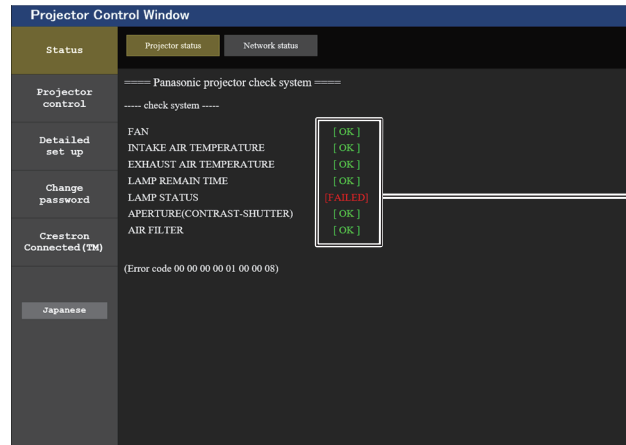 Projector Control Window
Status
Projector status
Network status
Projector
control
Detailed
set up
Change
password
Crestron
Connected(TM)
Japanese
==== Panasonic projector check system ====
----- check system -----
FAN [ OK ]
INTAKE AIR TEMPERATURE [ OK ]
EXHAUST AIR TEMPERATURE [ OK ]
LAMP REMAIN TIME [ OK ]
LAMP STATUS [FAILED]
APERTURE(CONTRAST-SHUTTER) [ OK ]
AIR FILTER [ OK ]
(Error code 00 00 00 00 01 00 00 08)